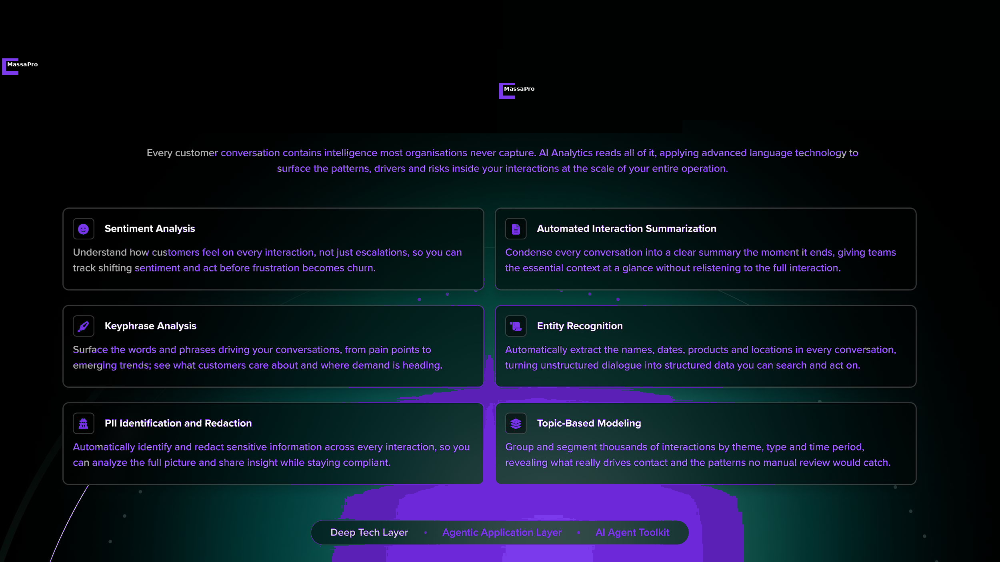 MassaPro
MassaPro
Every customer conversation contains intelligence most organisations never capture. AI Analytics reads all of it, applying advanced language technology to
surface the patterns, drivers and risks inside your interactions at the scale of your entire operation.
Sentiment Analysis
Understand how customers feel on every interaction, not just escalations, so you can
track shifting sentiment and act before frustration becomes churn.
Automated Interaction Summarization
Condense every conversation into a clear summary the moment it ends, giving teams
the essential context at a glance without relistening to the full interaction.
Keyphrase Analysis
Surface the words and phrases driving your conversations, from pain points to
emerging trends; see what customers care about and where demand is heading.
Entity Recognition
Automatically extract the names, dates, products and locations in every conversation,
turning unstructured dialogue into structured data you can search and act on.
PII Identification and Redaction
Automatically identify and redact sensitive information across every interaction, so you
can analyze the full picture and share insight while staying compliant.
Topic-Based Modeling
Group and segment thousands of interactions by theme, type and time period,
revealing what really drives contact and the patterns no manual review would catch.
Deep Tech Layer • Agentic Application Layer • AI Agent Toolkit